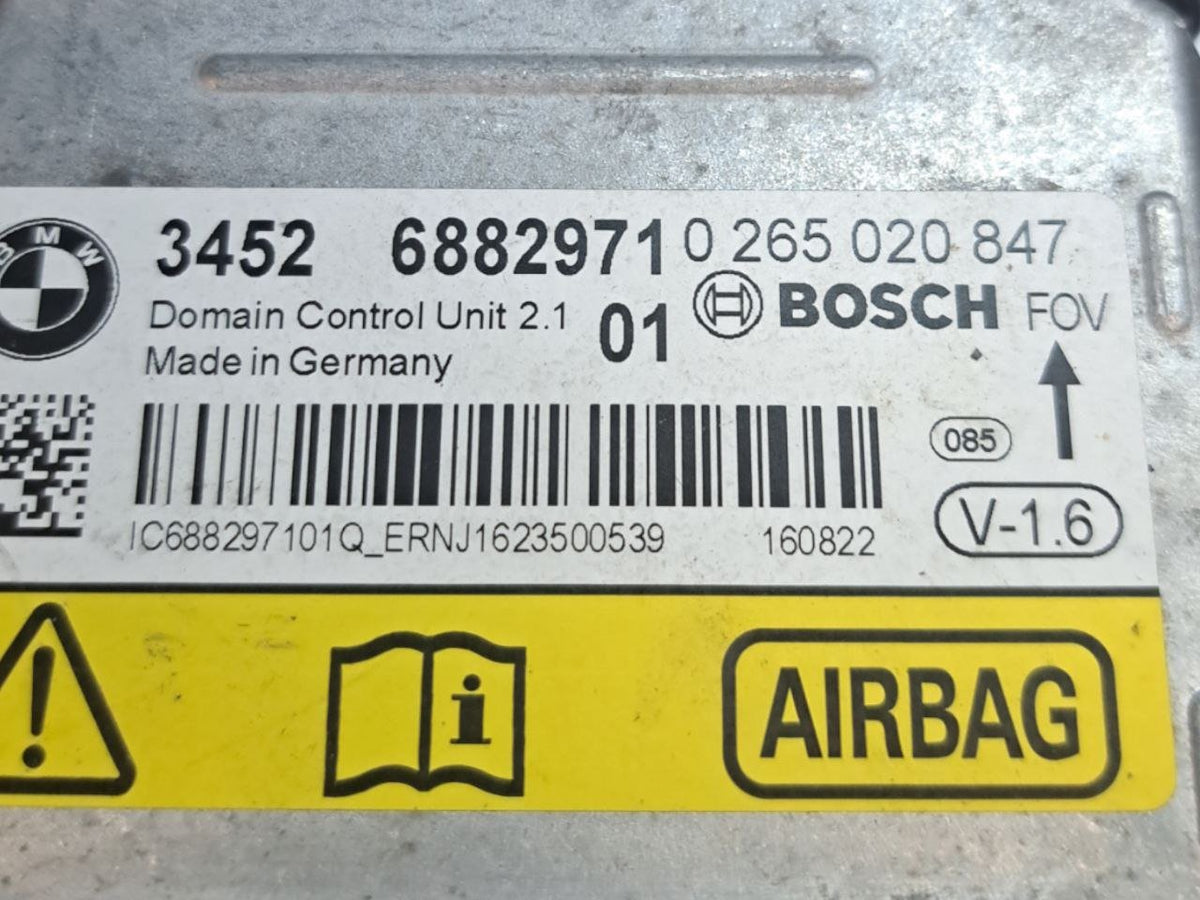 BMW
3452 6882971 0 265 020 847
Domain Control Unit 2.1 01 BOSCH FOV
Made in Germany
085
V-1.6
IC688297101Q_ERNJ1623500539 160822
i
AIRBAG